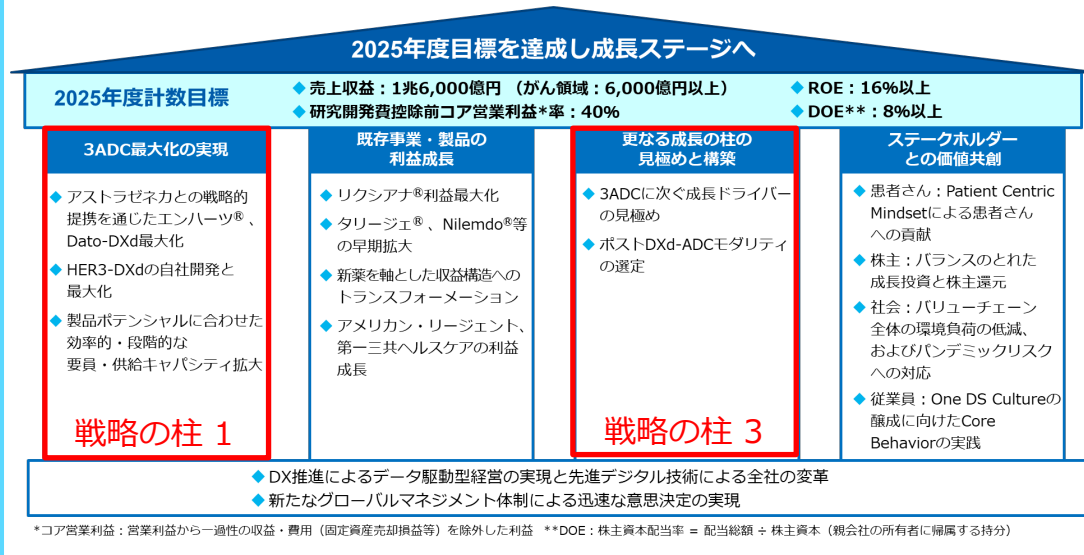 2025年度目標を達成し成長ステージへ
2025年度計数目標
◆売上収益：1兆6,000億円 （がん領域：6,000億円以上）
◆研究開発費控除前コア営業利益*率：40%
◆ROE：16%以上
◆DOE**：8%以上
3ADC最大化の実現
◆アストラゼネカとの戦略的
提携を通じたエンハーツ®、
Dato-DXd最大化
◆HER3-DXdの自社開発と
最大化
◆製品ポテンシャルに合わせた
効率的・段階的な
要員・供給キャパシティ拡大
戦略の柱 1
既存事業・製品の
利益成長
◆リクシアナ®利益最大化
◆タリージェ®、Nilemdo®等
の早期拡大
◆新薬を軸とした収益構造への
トランスフォーメーション
◆アメリカン・リージェント、
第一三共ヘルスケアの利益
成長
更なる成長の柱の
見極めと構築
◆3ADCに次ぐ成長ドライバー
の見極め
◆ポストDXd-ADCモダリティ
の選定
戦略の柱 3
ステークホルダー
との価値共創
◆患者さん：Patient Centric
Mindsetによる患者さん
への貢献
◆株主：バランスのとれた
成長投資と株主還元
◆社会：バリューチェーン
全体の環境負荷の低減、
およびパンデミックリスク
への対応
◆従業員：One DS Cultureの
醸成に向けたCore
Behaviorの実践
◆DX推進によるデータ駆動型経営の実現と先進デジタル技術による全社の変革
◆新たなグローバルマネジメント体制による迅速な意思決定の実現
*コア営業利益：営業利益から一過性の収益・費用（固定資産売却損益等）を除外した利益 **DOE：株主資本配当率 = 配当総額 ÷ 株主資本（親会社の所有者に帰属する持分）